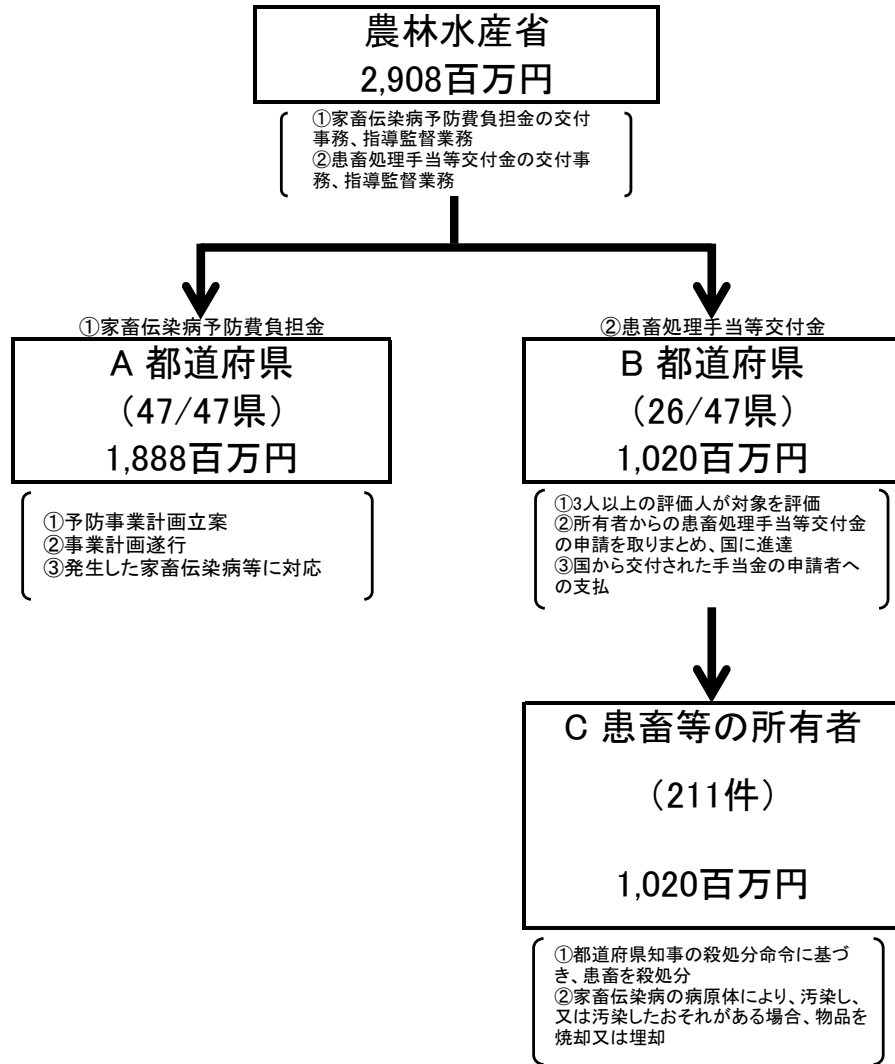 農林水産省
2,908百万円
①家畜伝染病予防費負担金の交付
事務、指導監督業務
②患畜処理手当等交付金の交付事
務、指導監督業務
①家畜伝染病予防費負担金
A 都道府県
（47/47県）
1,888百万円
①予防事業計画立案
②事業計画遂行
③発生した家畜伝染病等に対応
②患畜処理手当等交付金
B 都道府県
（26/47県）
1,020百万円
①3人以上の評価人が対象を評価
②所有者からの患畜処理手当等交付金
の申請を取りまとめ、国に進達
③国から交付された手当金の申請者へ
の支払
C 患畜等の所有者
（211件）
1,020百万円
①都道府県知事の殺処分命令に基づ
き、患畜を殺処分
②家畜伝染病の病原体により、汚染し、
又は汚染したおそれがある場合、物品を
焼却又は埋却